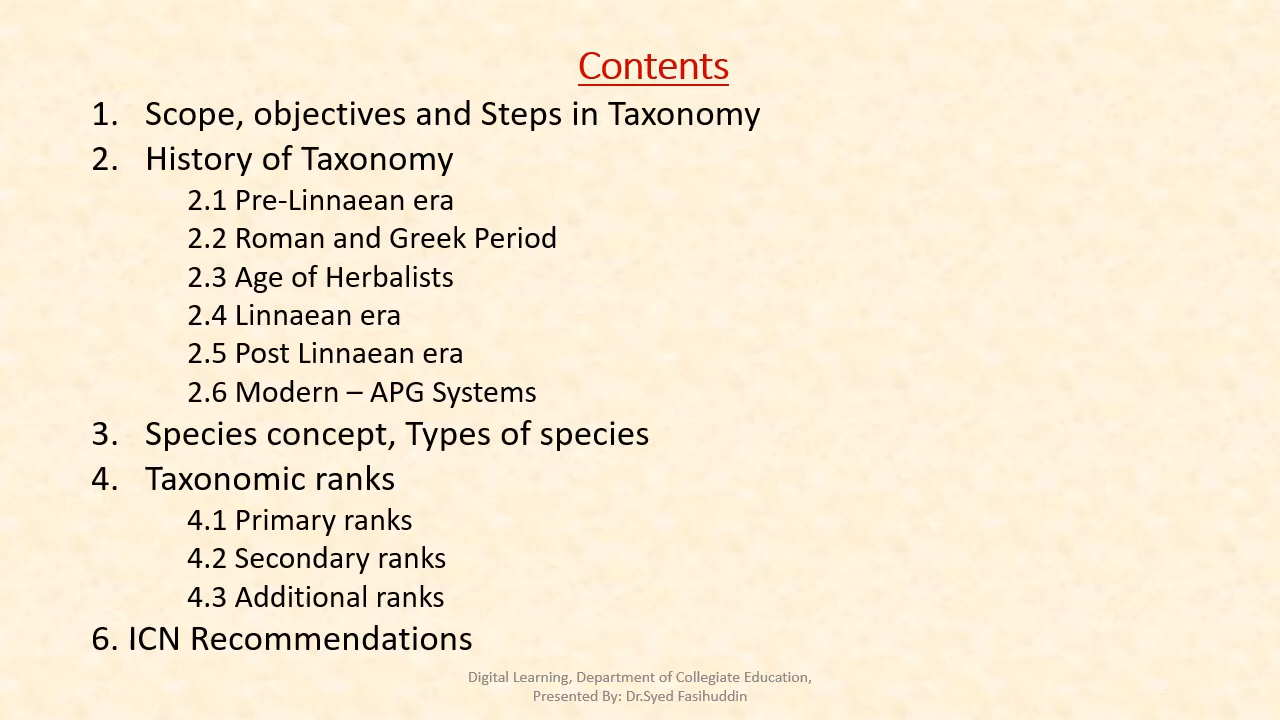 Contents
1. Scope, objectives and Steps in Taxonomy
2. History of Taxonomy
2.1 Pre-Linnaean era
2.2 Roman and Greek Period
2.3 Age of Herbalists
2.4 Linnaean era
2.5 Post Linnaean era
2.6 Modern – APG Systems
3. Species concept, Types of species
4. Taxonomic ranks
4.1 Primary ranks
4.2 Secondary ranks
4.3 Additional ranks
6. ICN Recommendations
Digital Learning, Department of Collegiate Education,
Presented By: Dr.Syed Fasihuddin